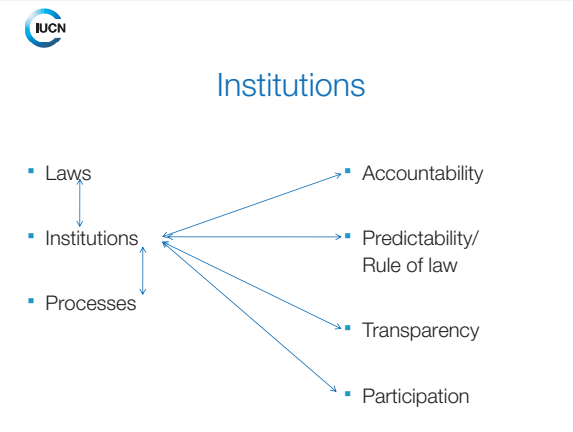 IUCN
Institutions
Laws
Institutions
Processes
Accountability
Predictability/
Rule of law
Transparency
Participation